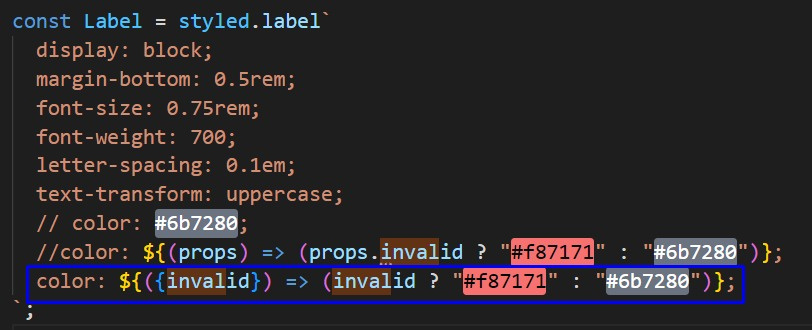 const Label = styled.label`
  display: block;
  margin-bottom: 0.5rem;
  font-size: 0.75rem;
  font-weight: 700;
  letter-spacing: 0.1em;
  text-transform: uppercase;
  // color: #6b7280;
  //color: ${(props) => (props.invalid ? "#f87171" : "#6b7280")};
  color: ${({invalid}) => (invalid ? "#f87171" : "#6b7280")};
`;